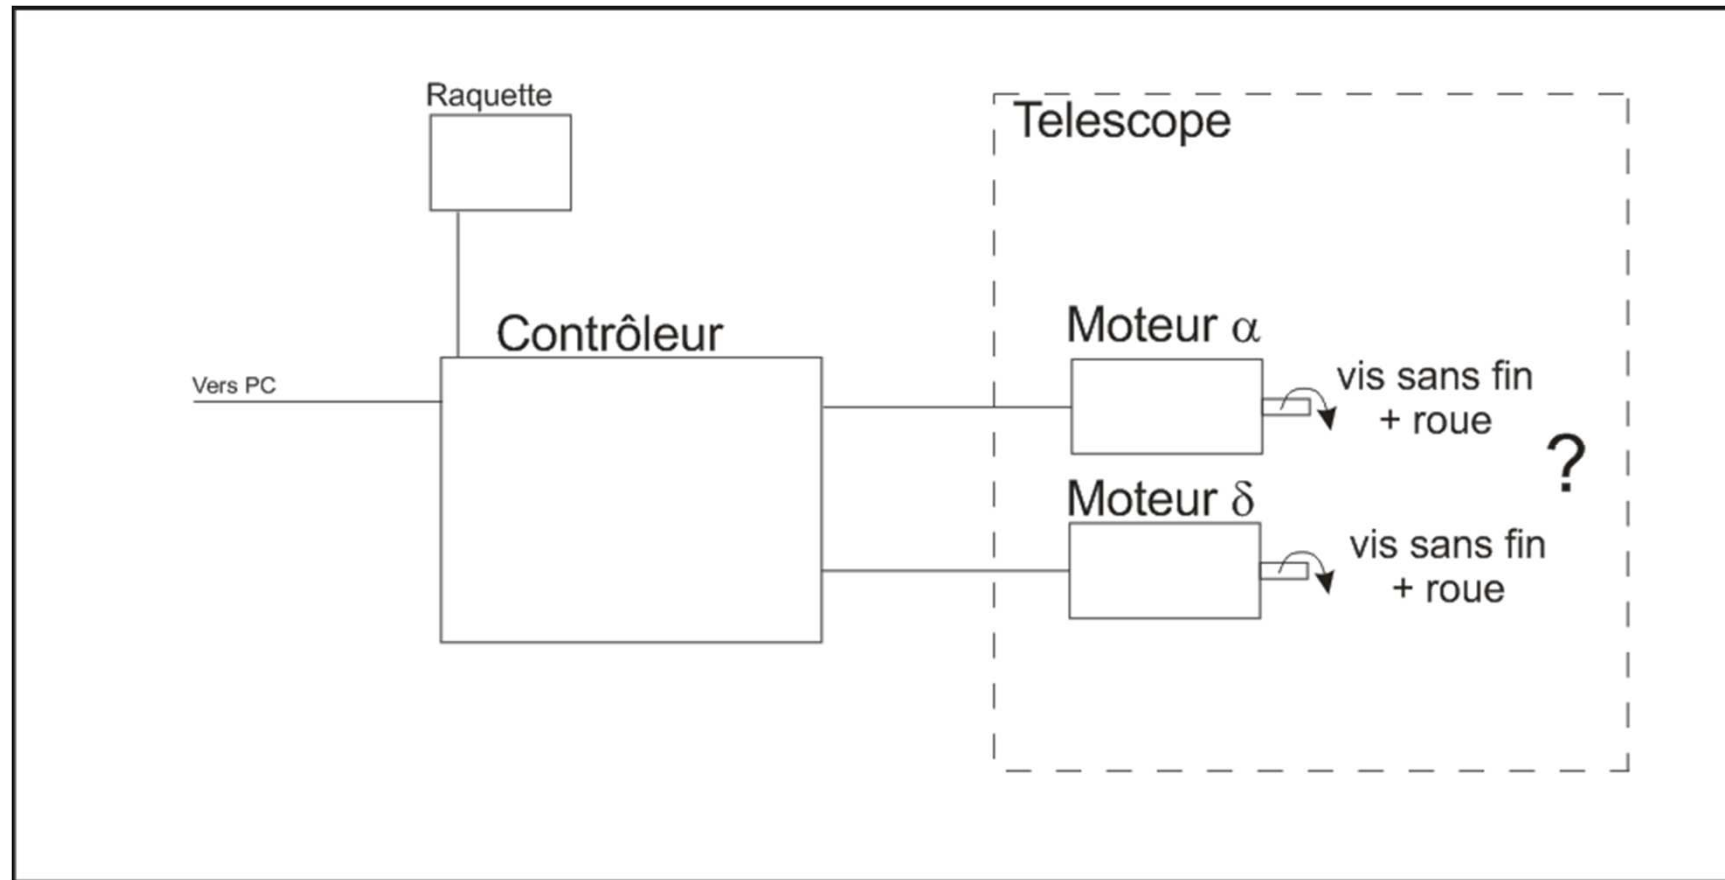 Raquette
Telescope
Contrôleur
Vers PC
Moteur α
vis sans fin
+ roue
?
Moteur δ
vis sans fin
+ roue